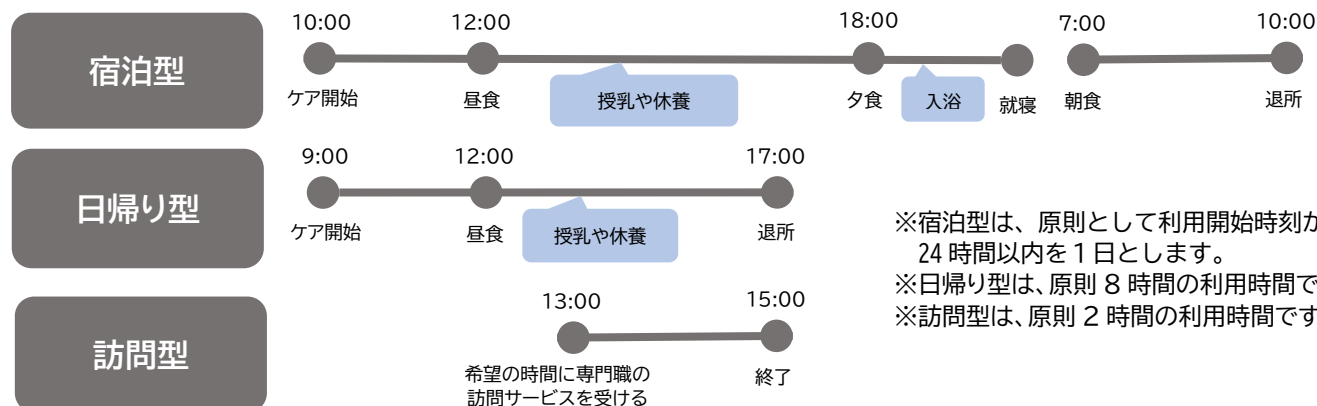 宿泊型
10:00
12:00
18:00
7:00
10:00
ケア開始
昼食
授乳や休養
夕食
入浴
就寝
朝食
退所
日帰り型
9:00
12:00
17:00
ケア開始
昼食
授乳や休養
退所
訪問型
13:00
15:00
希望の時間に専門職の
訪問サービスを受ける
終了
※宿泊型は、原則として利用開始時刻か
24 時間以内を１日とします。
※日帰り型は、原則 8 時間の利用時間で
※訪問型は、原則 2 時間の利用時間です